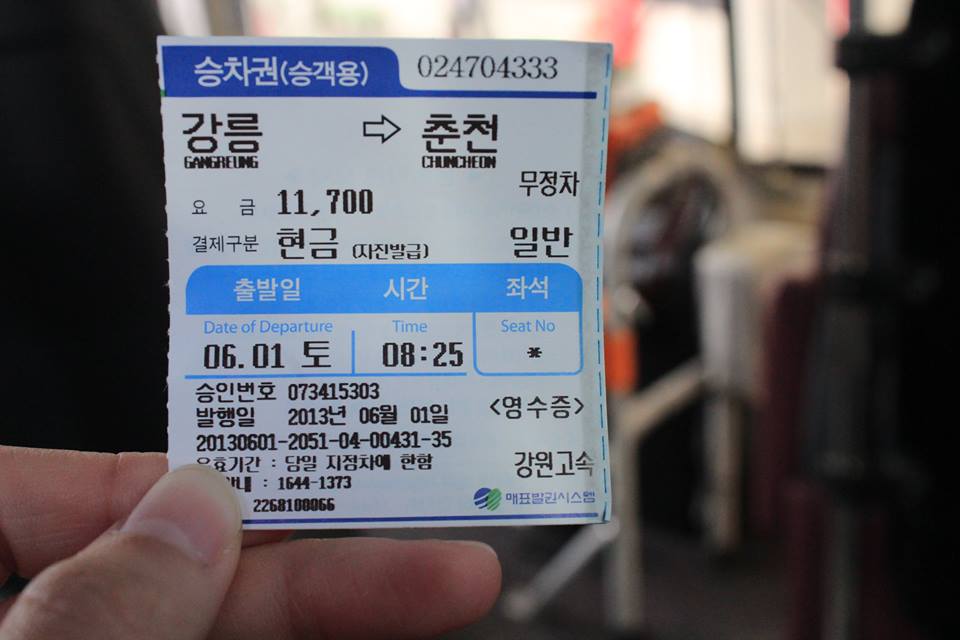 승차권(승객용) 024704333
강릉 ⇨ 춘천
GANGREUNG CHUNCHEON
무정차
요 금 11,700
결제구분 현금 (자진발급) 일반
출발일 시간 좌석
Date of Departure Time Seat No
06.01 토 08:25 *
승인번호 073415303
발행일 2013년 06월 01일
<영수증>
20130601-2051-04-00431-35
유효기간 : 당일 지정차에 한함
강원고속
: 1644-1373
2268100066
매표발권시스템